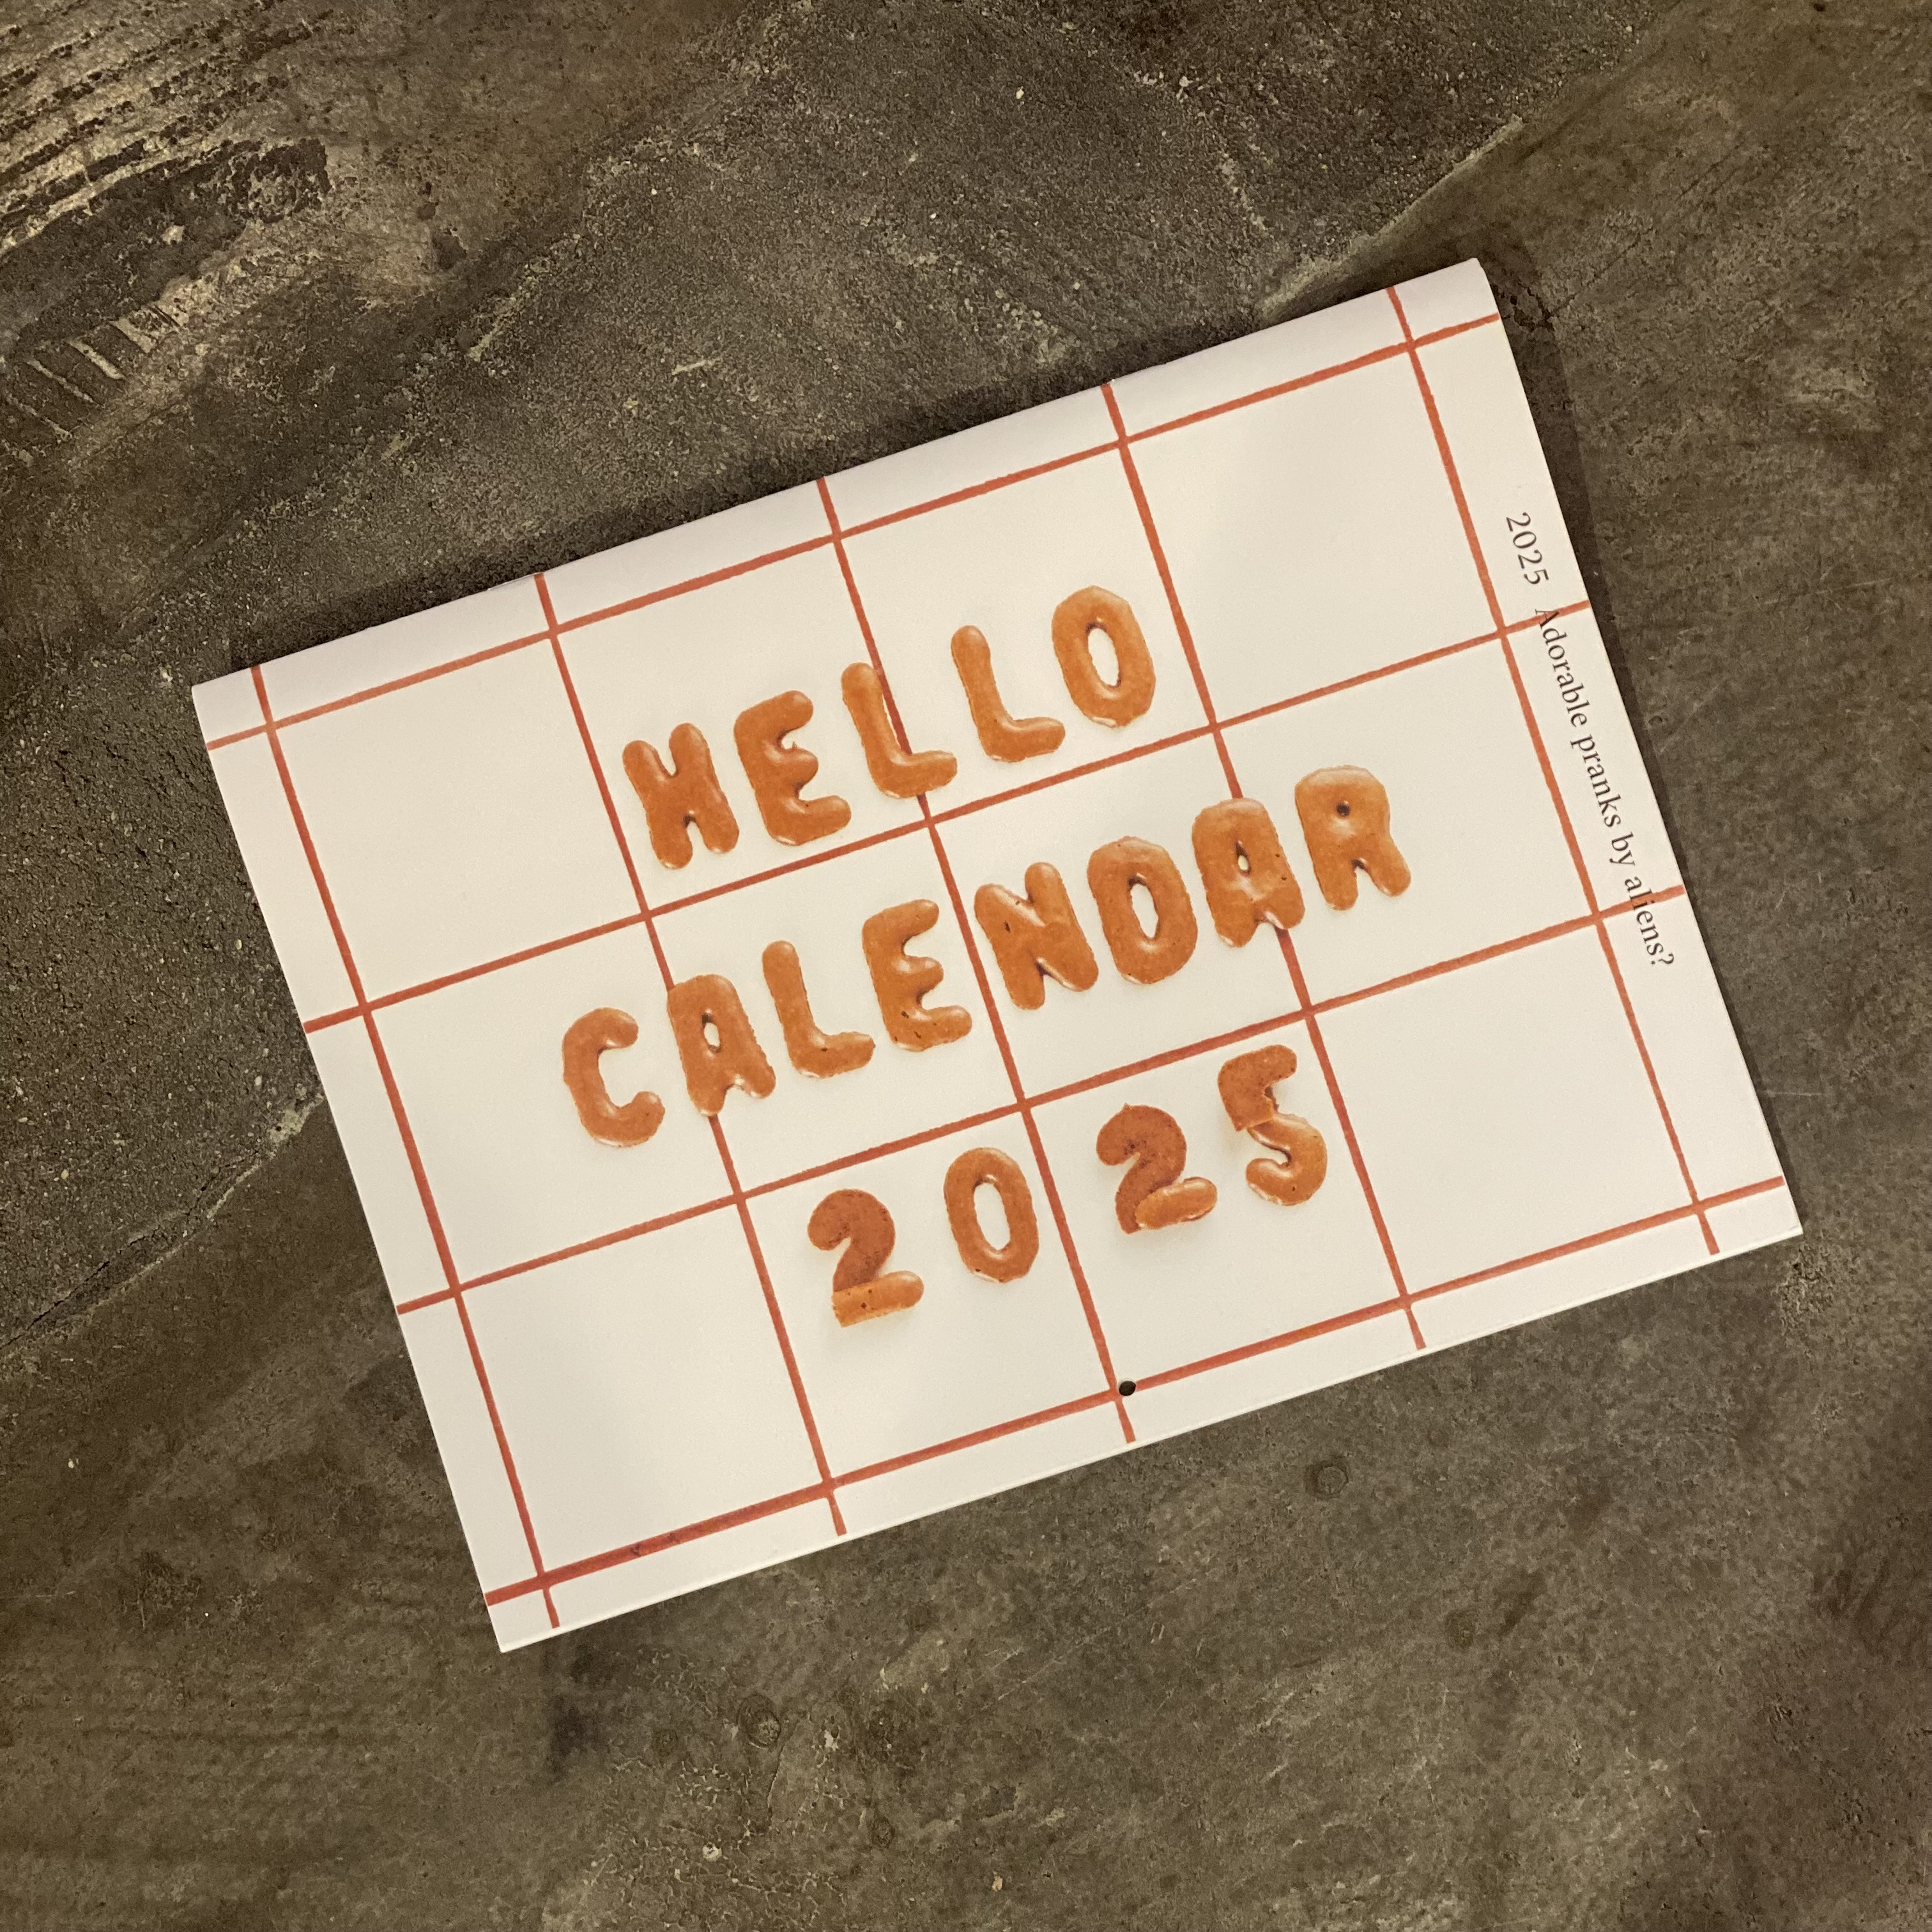 HELLO
CALENDAR
2025
2025 Adorable pranks by aliens?